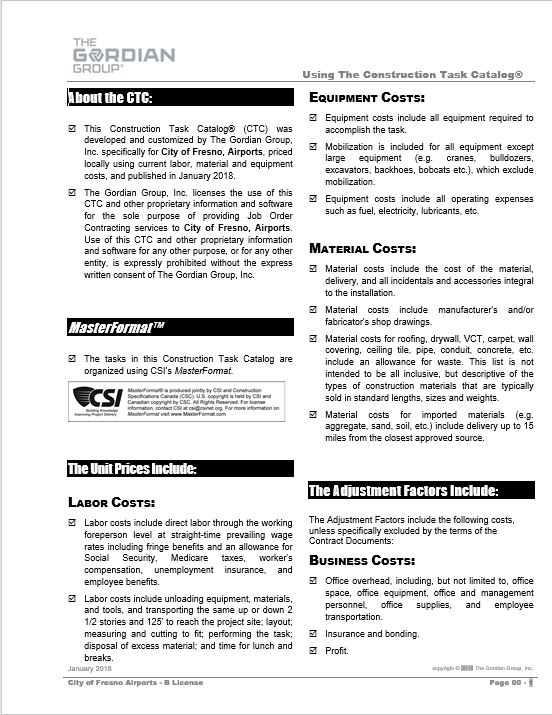 THE
GORDIAN
GROUP®
Using The Construction Task Catalog®
About the CTC:
☑ This Construction Task Catalog® (CTC) was
developed and customized by The Gordian Group,
Inc. specifically for City of Fresno, Airports, priced
locally using current labor, material and equipment
costs, and published in January 2018.
☑ The Gordian Group, Inc. licenses the use of this
CTC and other proprietary information and software
for the sole purpose of providing Job Order
Contracting services to City of Fresno, Airports.
Use of this CTC and other proprietary information
and software for any other purpose, or for any other
entity, is expressly prohibited without the express
written consent of The Gordian Group, Inc.
MasterFormat™
☑ The tasks in this Construction Task Catalog are
organized using CSI's MasterFormat.
CSI
Building Knowledge
Improving Project Delivery
MasterFormat® is produced jointly by CSI and Construction
Specifications Canada (CSC). U.S. copyright is held by CSI and
Canadian copyright by CSC. All Rights Reserved. For license
information, contact CSI at csi@csinet.org. For more information on
MasterFormat visit www.MasterFormat.com.
The Unit Prices Include:
LABOR COSTS:
☑ Labor costs include direct labor through the working
foreperson level at straight-time prevailing wage
rates including fringe benefits and an allowance for
Social Security, Medicare taxes, worker's
compensation, unemployment insurance, and
employee benefits.
☑ Labor costs include unloading equipment, materials,
and tools, and transporting the same up or down 2
1/2 stories and 125' to reach the project site; layout;
measuring and cutting to fit; performing the task;
disposal of excess material; and time for lunch and
breaks.
EQUIPMENT COSTS:
☑ Equipment costs include all equipment required to
accomplish the task.
☑ Mobilization is included for all equipment except
large equipment (e.g. cranes, bulldozers,
excavators, backhoes, bobcats etc.), which exclude
mobilization.
☑ Equipment costs include all operating expenses
such as fuel, electricity, lubricants, etc.
MATERIAL COSTS:
☑ Material costs include the cost of the material,
delivery, and all incidentals and accessories integral
to the installation.
☑ Material costs include manufacturer's and/or
fabricator's shop drawings.
☑ Material costs for roofing, drywall, VCT, carpet, wall
covering, ceiling tile, pipe, conduit, concrete, etc.
include an allowance for waste. This list is not
intended to be all inclusive, but descriptive of the
types of construction materials that are typically
sold in standard lengths, sizes and weights.
☑ Material costs for imported materials (e.g.
aggregate, sand, soil, etc.) include delivery up to 15
miles from the closest approved source.
The Adjustment Factors Include:
The Adjustment Factors include the following costs,
unless specifically excluded by the terms of the
Contract Documents:
BUSINESS COSTS:
☑ Office overhead, including, but not limited to, office
space, office equipment, office and management
personnel, office supplies, and employee
transportation.
☑ Insurance and bonding.
☑ Profit.
January 2018
copyright © The Gordian Group, Inc.
City of Fresno Airports - B License
Page 00 -